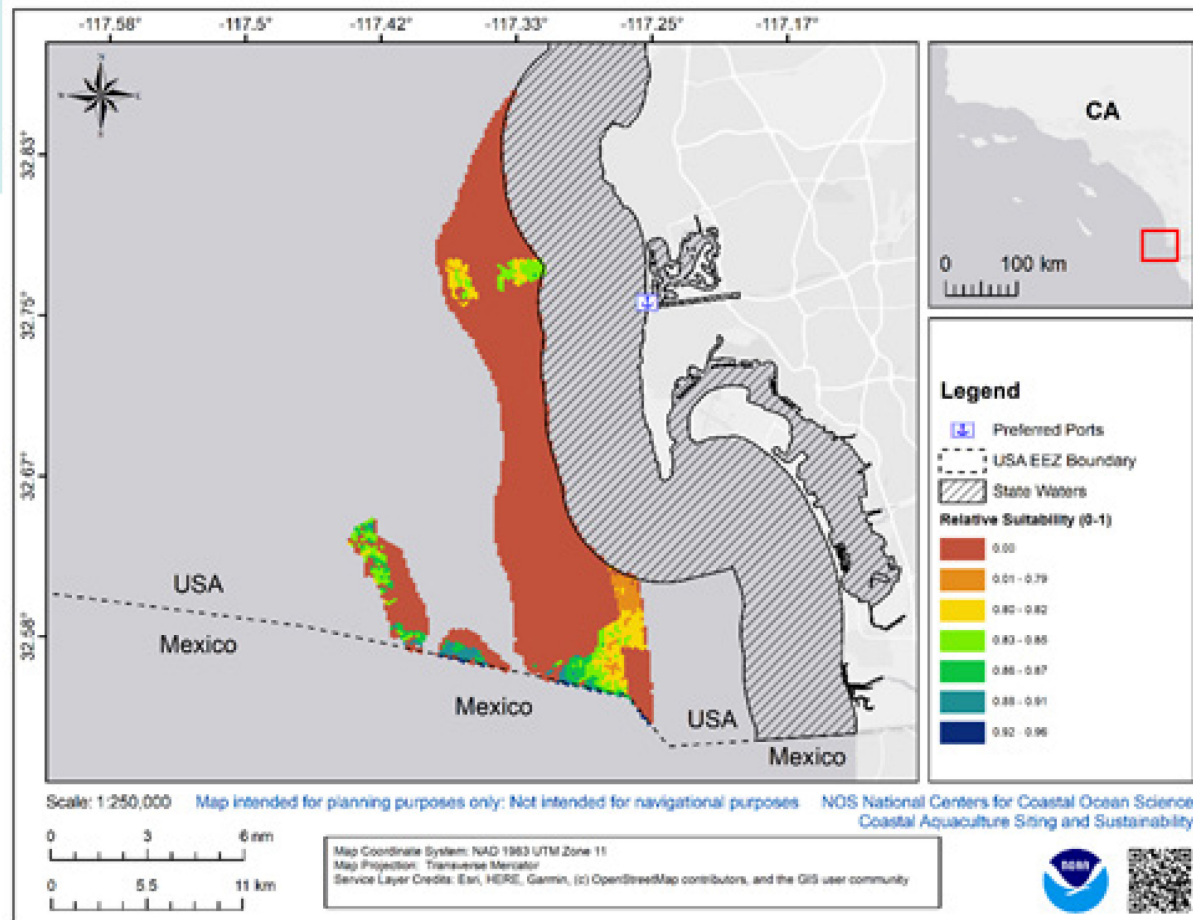 -117.58° -117.5° -117.42° -117.33° -117.25° -117.17°
32.83°
32.75°
32.67°
32.58°
USA
Mexico
Mexico
USA
Mexico
CA
0 100 km
Legend
Preferred Ports
USA EEZ Boundary
State Waters
Relative Suitability (0-1)
0.00
0.01 - 0.79
0.80 - 0.82
0.83 - 0.85
0.86 - 0.87
0.88 - 0.91
0.92 - 0.96
Scale: 1:250,000 Map intended for planning purposes only: Not intended for navigational purposes NOS National Centers for Coastal Ocean Science
Coastal Aquaculture Siting and Sustainability
0 3 6 nm
0 5.5 11 km
Map Coordinate System: NAD 1983 UTM Zone 11
Map Projection: Transverse Mercator
Service Layer Credits: Esri, HERE, Garmin, (c) OpenStreetMap contributors, and the GIS user community
noaa